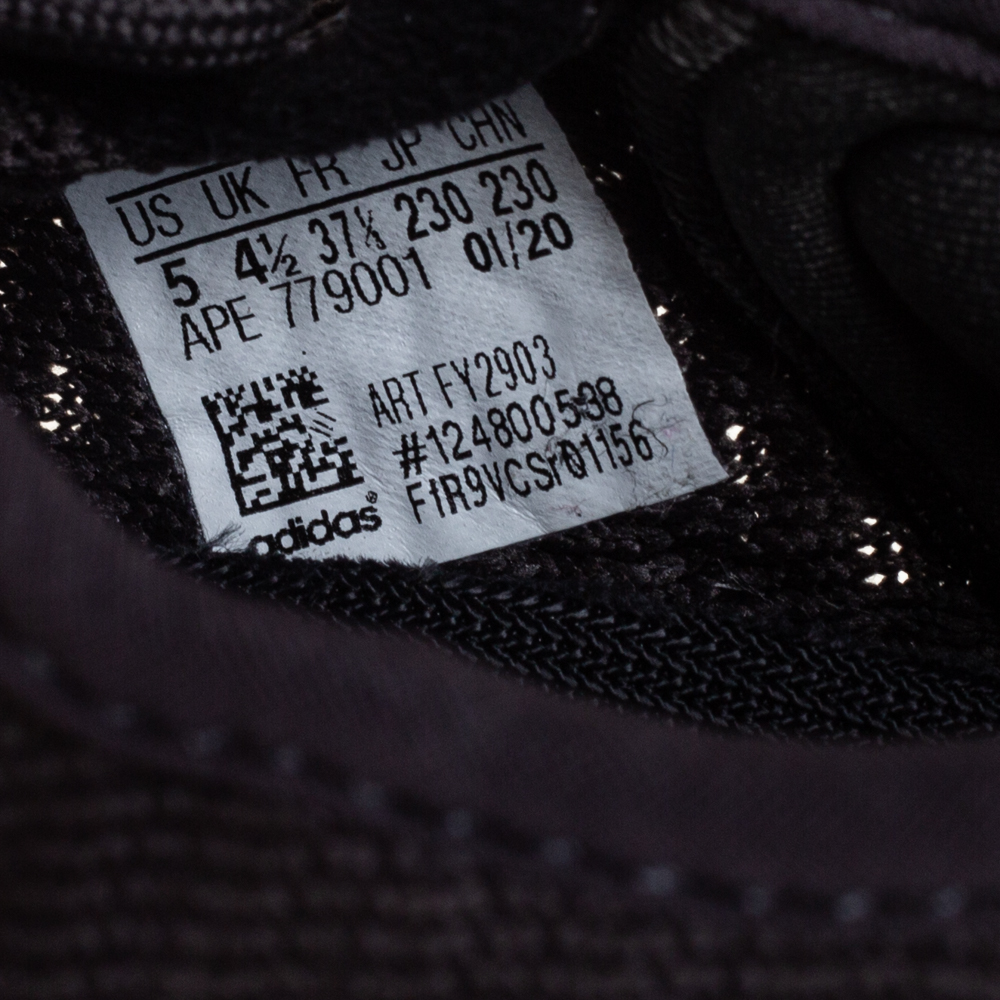 US UK FR JP CHN
5 4½ 37⅓ 230 230
APE 779001 01/20
ART FY2903
#124800538
adidas®